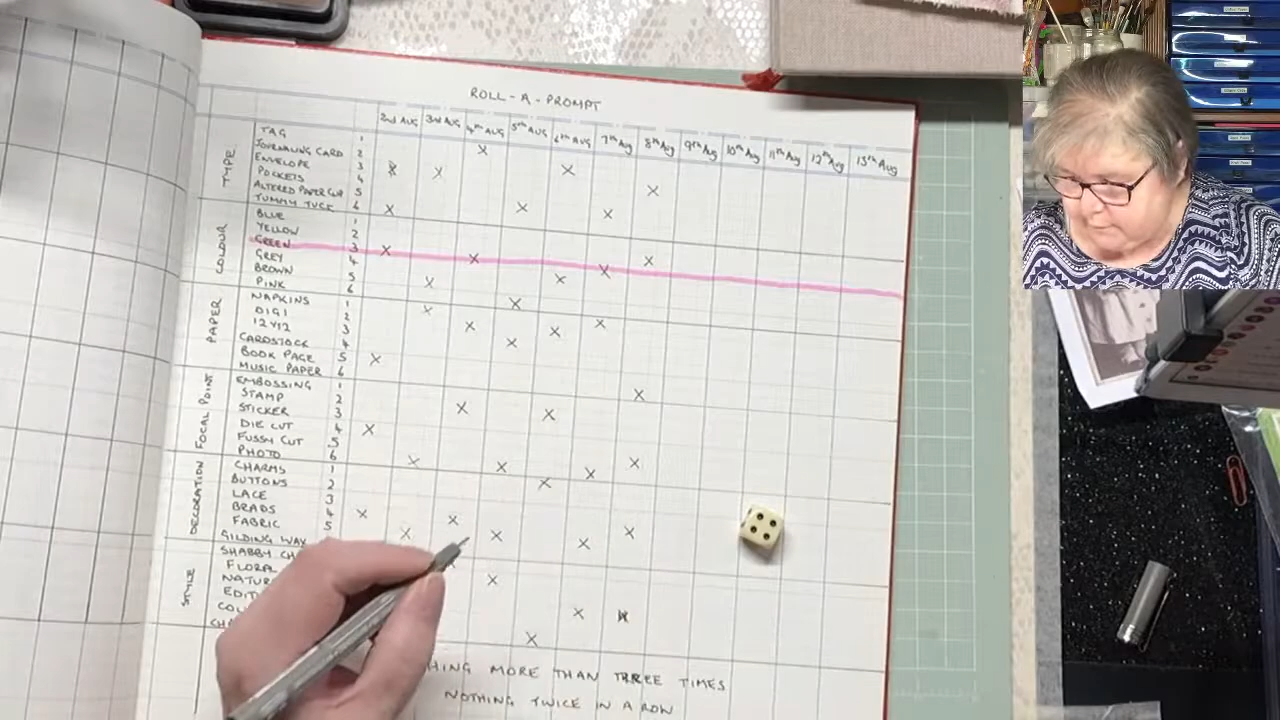 ROLL-A-PROMPT
2nd AUG 3rd AUG 4th AUG 5th AUG 6th AUG 7th Aug 8th Aug 9th Aug 10th Aug 11th Aug 12th Aug 13th Aug
TYPE
TAG 1
JOURNALING CARD 2
ENVELOPE 3
POCKETS 4
ALTERED PAPER CLIP 5
TUMMY TUCK 6
COLOUR
BLUE 1
YELLOW 2
GREEN 3
GREY 4
BROWN 5
PINK 6
PAPER
NAPKINS 1
DIGI 2
12x12 3
CARDSTOCK 4
BOOK PAGE 5
MUSIC PAPER 6
FOCAL POINT
EMBOSSING 1
STAMP 2
STICKER 3
DIE CUT 4
FUSSY CUT 5
PHOTO 6
DECORATION
CHARMS 1
BUTTONS 2
LACE 3
BRADS 4
FABRIC 5
GILDING WAX
STYLE
SHABBY
FLORAL
MORE THAN THREE TIMES
NOTHING TWICE IN A ROW